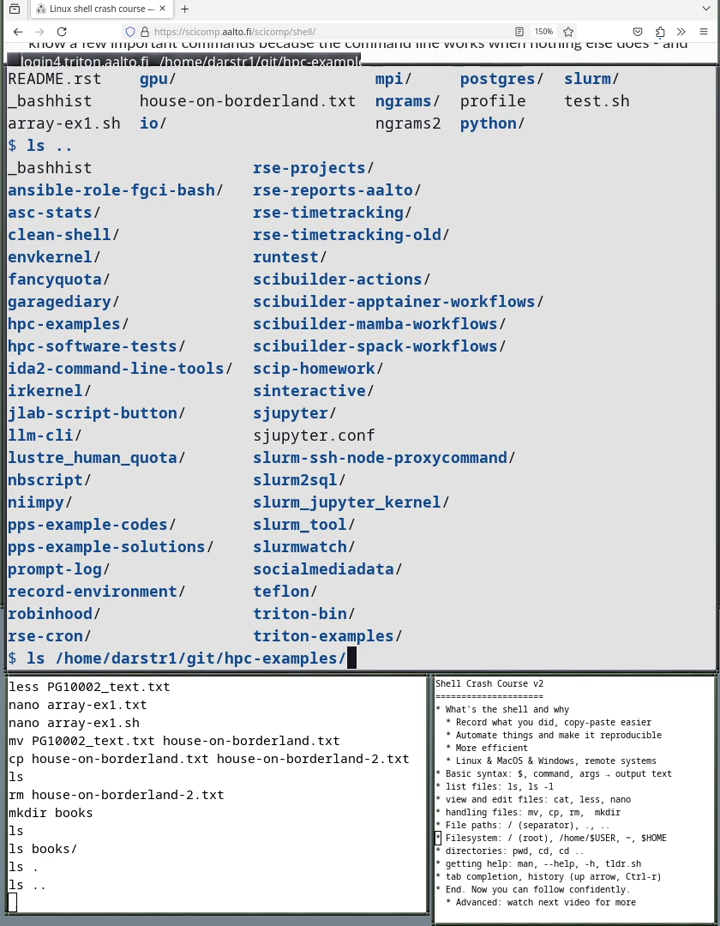 Linux shell crash course —
https://scicomp.aalto.fi/scicomp/shell/
150%
know a few important commands because the command line works when nothing else does - and
login4.triton.aalto.fi /home/darstr1/git/hpc-example
README.rst gpu/ mpi/ postgres/ slurm/
_bashhist house-on-borderland.txt ngrams/ profile test.sh
array-ex1.sh io/ ngrams2 python/
$ ls ..
_bashhist rse-projects/
ansible-role-fgci-bash/ rse-reports-aalto/
asc-stats/ rse-timetracking/
clean-shell/ rse-timetracking-old/
envkernel/ runtest/
fancyquota/ scibuilder-actions/
garagediary/ scibuilder-apptainer-workflows/
hpc-examples/ scibuilder-mamba-workflows/
hpc-software-tests/ scibuilder-spack-workflows/
ida2-command-line-tools/ scip-homework/
irkernel/ sinteractive/
jlab-script-button/ sjupyter/
llm-cli/ sjupyter.conf
lustre_human_quota/ slurm-ssh-node-proxycommand/
nbscript/ slurm2sql/
niimpy/ slurm_jupyter_kernel/
pps-example-codes/ slurm_tool/
pps-example-solutions/ slurmwatch/
prompt-log/ socialmediadata/
record-environment/ teflon/
robinhood/ triton-bin/
rse-cron/ triton-examples/
$ ls /home/darstr1/git/hpc-examples/
less PG10002_text.txt
nano array-ex1.txt
nano array-ex1.sh
mv PG10002_text.txt house-on-borderland.txt
cp house-on-borderland.txt house-on-borderland-2.txt
ls
rm house-on-borderland-2.txt
mkdir books
ls
ls books/
ls .
ls ..
Shell Crash Course v2
=====================
* What's the shell and why
* Record what you did, copy-paste easier
* Automate things and make it reproducible
* More efficient
* Linux & MacOS & Windows, remote systems
* Basic syntax: $, command, args → output text
* list files: ls, ls -l
* view and edit files: cat, less, nano
* handling files: mv, cp, rm, mkdir
* File paths: / (separator), ., ..
* Filesystem: / (root), /home/$USER, ~, $HOME
* directories: pwd, cd, cd ..
* getting help: man, --help, -h, tldr.sh
* tab completion, history (up arrow, Ctrl-r)
* End. Now you can follow confidently.
* Advanced: watch next video for more